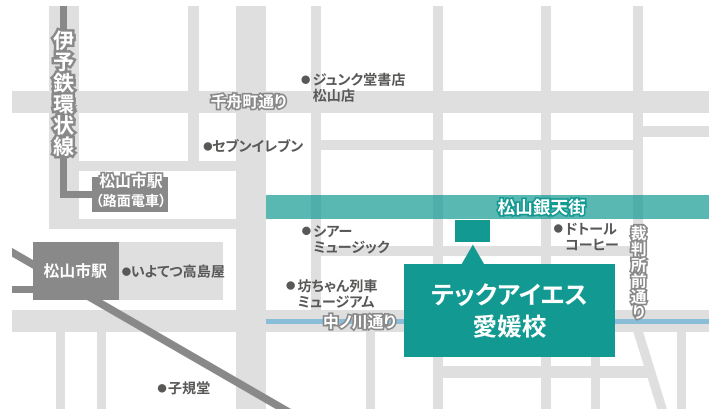 伊予鉄環状線
ジュンク堂書店
松山店
千舟町通り
セブンイレブン
松山市駅
(路面電車)
松山銀天街
シアー
ミュージック
ドトール
コーヒー
裁判所前通り
松山市駅
いよてつ高島屋
坊ちゃん列車
ミュージアム
テックアイエス
愛媛校
中ノ川通り
子規堂